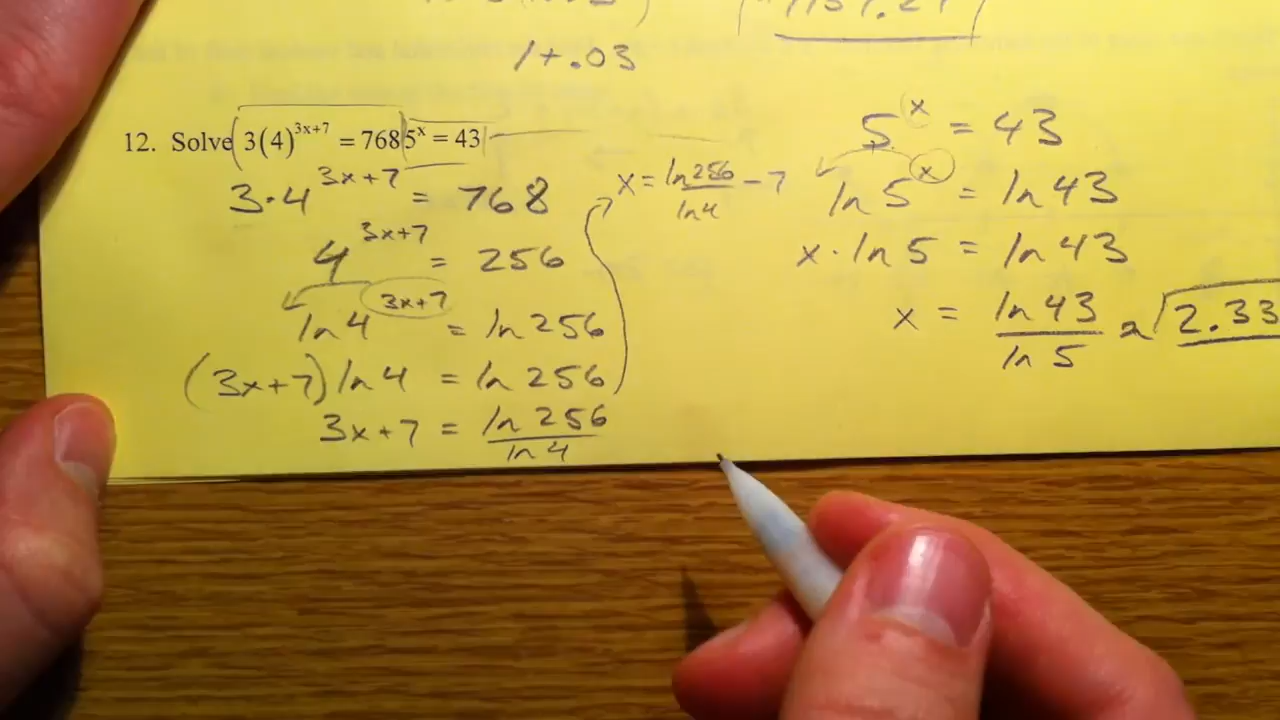 1+.03
12. Solve 3(4)^{3x+7} = 768 5^x = 43
3·4^{3x+7} = 768
4^{3x+7} = 256
ln 4^{3x+7} = ln 256
(3x+7) ln 4 = ln 256
3x+7 = ln 256 / ln 4
x = ln 256 / ln 4 - 7
5^x = 43
ln 5^x = ln 43
x · ln 5 = ln 43
x = ln 43 / ln 5 ≈ 2.33